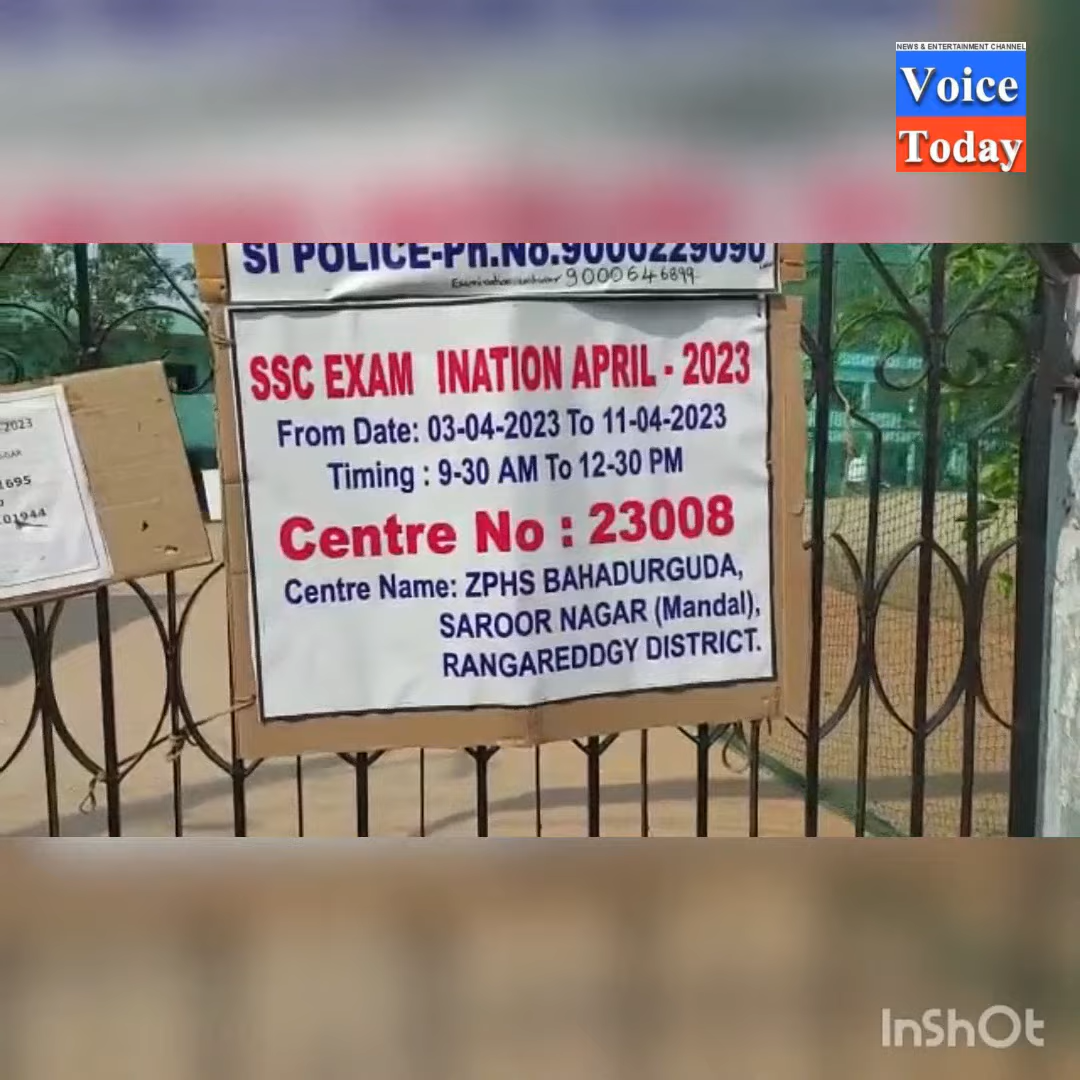 NEWS & ENTERTAINMENT CHANNEL
Voice
Today
SI POLICE-Ph.No.9000229090
9000646899
2023
1695
01944
SSC EXAM INATION APRIL - 2023
From Date: 03-04-2023 To 11-04-2023
Timing : 9-30 AM To 12-30 PM
Centre No : 23008
Centre Name: ZPHS BAHADURGUDA,
SAROOR NAGAR (Mandal),
RANGAREDDGY DISTRICT.
InShOt